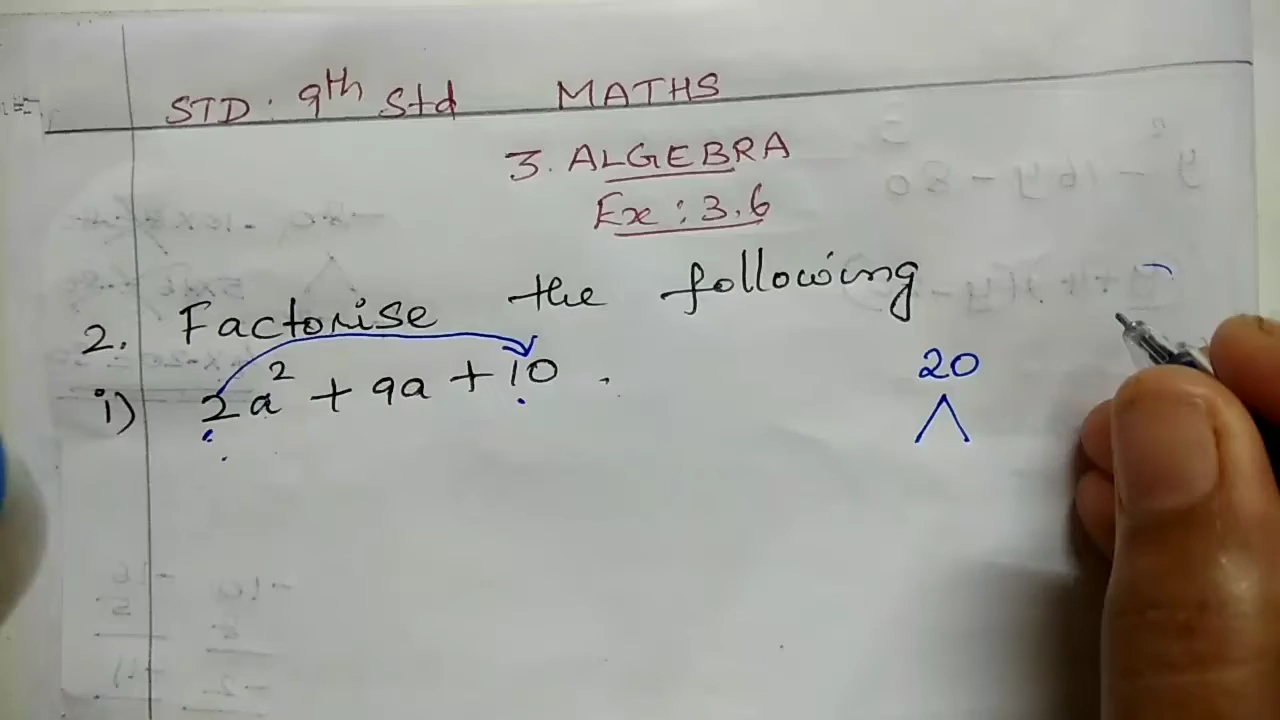 STD: 9th Std MATHS
3. ALGEBRA
Ex: 3.6
2. Factorise the following
i) 2a² + 9a + 10.
20